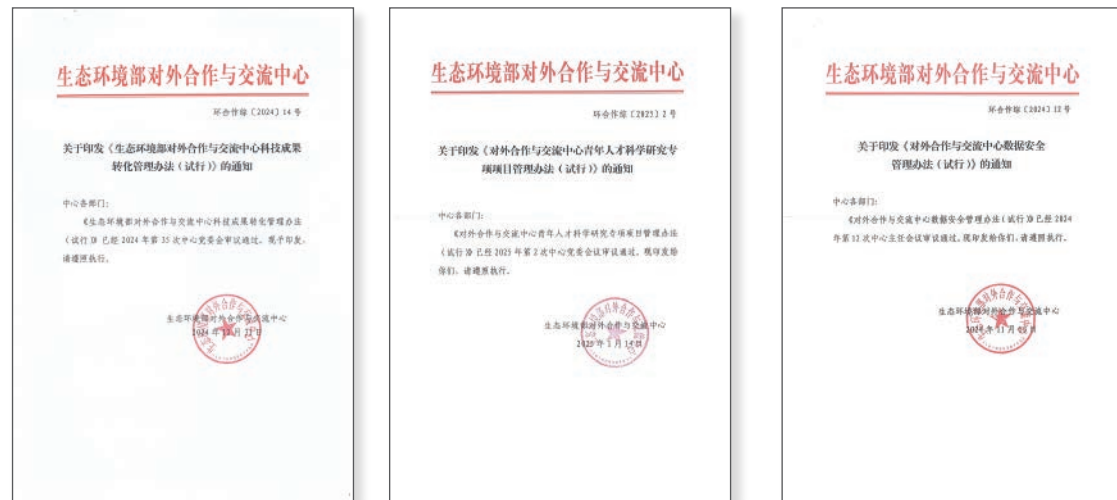 生态环境部对外合作与交流中心
环合作综〔2024〕14 号
关于印发《生态环境部对外合作与交流中心科技成果
转化管理办法（试行）》的通知
中心各部门：
《生态环境部对外合作与交流中心科技成果转化管理办法
（试行）》已经 2024 年第 35 次中心党委会审议通过，现予印发，
请遵照执行。
生态环境部对外合作与交流中心
生态环境部对外合作与交流中心
环合作综〔2025〕2 号
关于印发《对外合作与交流中心青年人才科学研究专
项项目管理办法（试行）》的通知
中心各部门：
《对外合作与交流中心青年人才科学研究专项项目管理办法
（试行）》已经 2025 年第 2 次中心党委会议审议通过，现印发给
你们，请遵照执行。
生态环境部对外合作与交流中心
2025 年 1 月 14 日
生态环境部对外合作与交流中心
环合作综〔2024〕12 号
关于印发《对外合作与交流中心数据安全
管理办法（试行）》的通知
中心各部门：
《对外合作与交流中心数据安全管理办法（试行）》已经 2024
年第 12 次中心主任会议审议通过，现印发给你们，请遵照执行。
生态环境部对外合作与交流中心